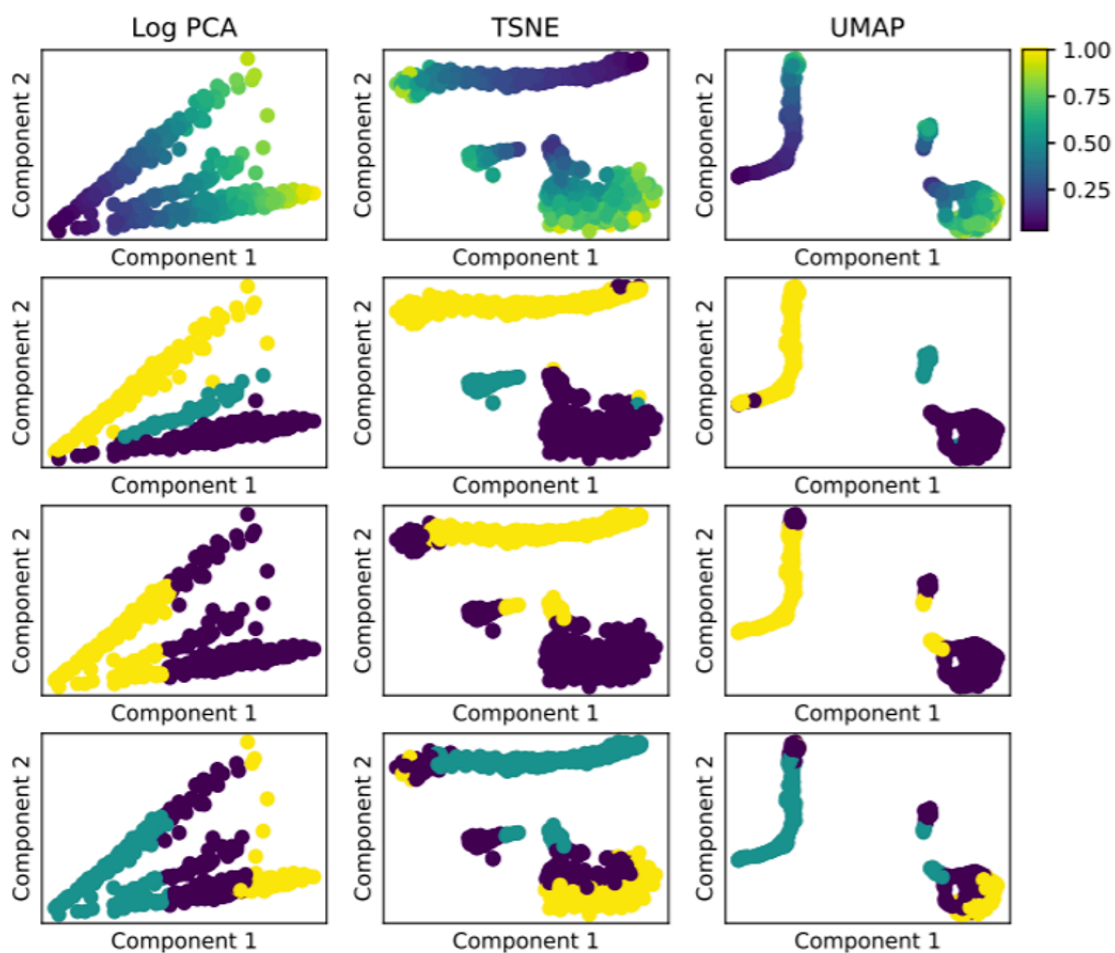 Log PCA TSNE UMAP
Component 2 Component 2 Component 2 1.00
0.75
0.50
0.25
Component 1 Component 1 Component 1
Component 2 Component 2 Component 2
Component 1 Component 1 Component 1
Component 2 Component 2 Component 2
Component 1 Component 1 Component 1
Component 2 Component 2 Component 2
Component 1 Component 1 Component 1